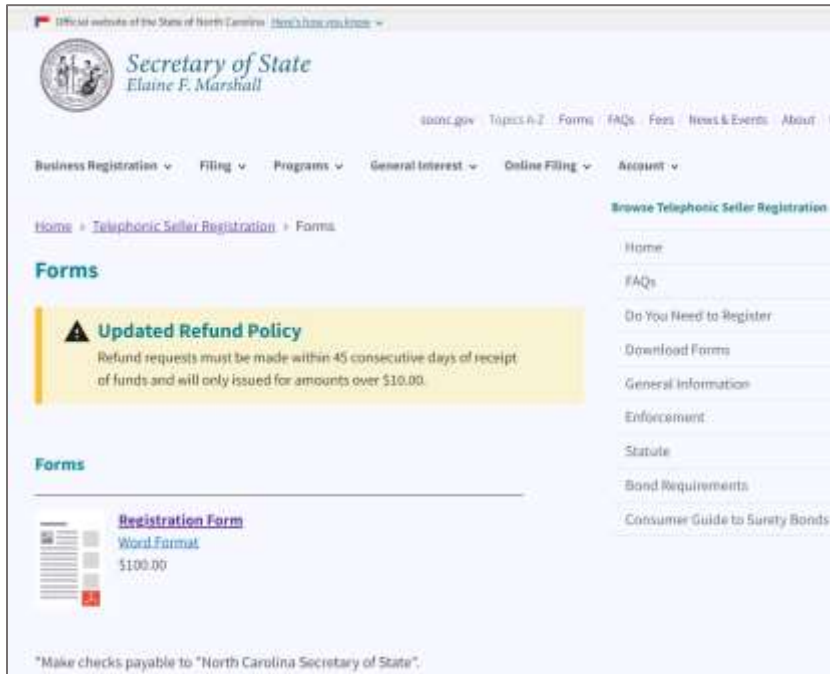 Official website of the State of North Carolina Here's how you know
Secretary of State
Elaine F. Marshall
sosnc.gov Topics A-Z Forms FAQs Fees News & Events About
Business Registration Filing Programs General Interest Online Filing Account
Home Telephonic Seller Registration Forms
Forms
Updated Refund Policy
Refund requests must be made within 45 consecutive days of receipt
of funds and will only issued for amounts over $10.00.
Forms
Registration Form
Word Format
$100.00
"Make checks payable to "North Carolina Secretary of State".
Browse Telephonic Seller Registration
Home
FAQs
Do You Need to Register
Download Forms
General Information
Enforcement
Statute
Bond Requirements
Consumer Guide to Surety Bonds